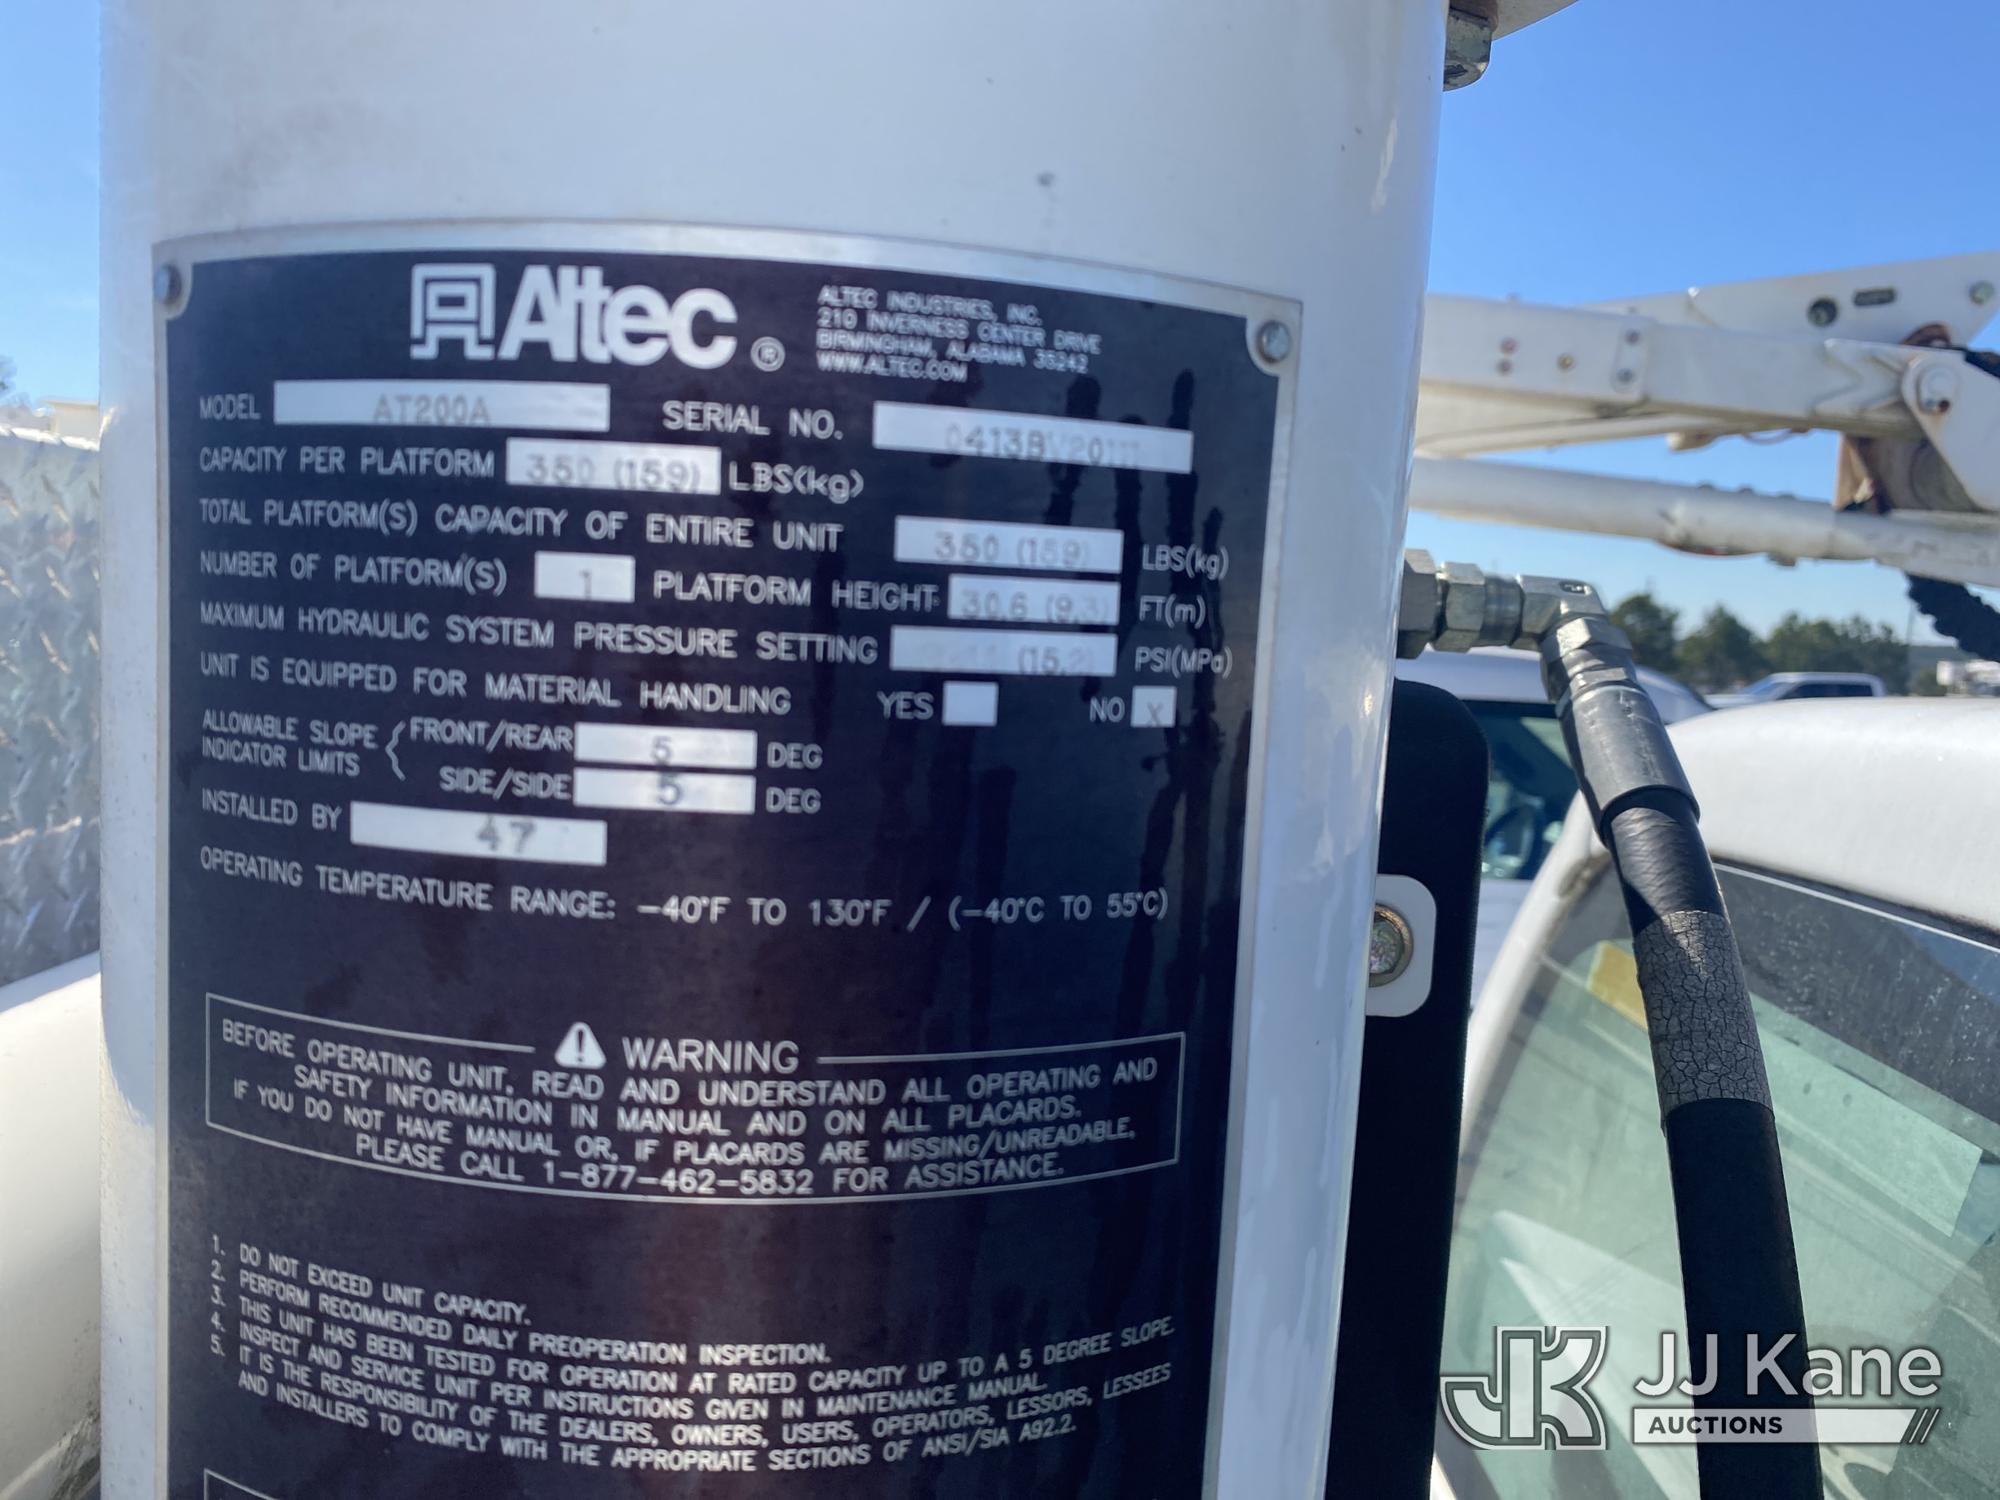 Altec ®
ALTEC INDUSTRIES, INC.
210 INVERNESS CENTER DRIVE
BIRMINGHAM, ALABAMA 35242
WWW.ALTEC.COM
MODEL AT200A SERIAL NO.
CAPACITY PER PLATFORM 350 (159) LBS(kg)
TOTAL PLATFORM(S) CAPACITY OF ENTIRE UNIT 350 (159) LBS(kg)
NUMBER OF PLATFORM(S) 1 PLATFORM HEIGHT 30.6 (9.3) FT(m)
MAXIMUM HYDRAULIC SYSTEM PRESSURE SETTING (15.2) PSI(MPa)
UNIT IS EQUIPPED FOR MATERIAL HANDLING YES NO X
ALLOWABLE SLOPE INDICATOR LIMITS { FRONT/REAR 5 DEG
SIDE/SIDE 5 DEG
INSTALLED BY 47
OPERATING TEMPERATURE RANGE: -40°F TO 130°F / (-40°C TO 55°C)
WARNING
BEFORE OPERATING UNIT, READ AND UNDERSTAND ALL OPERATING AND
SAFETY INFORMATION IN MANUAL AND ON ALL PLACARDS.
IF YOU DO NOT HAVE MANUAL OR, IF PLACARDS ARE MISSING/UNREADABLE,
PLEASE CALL 1-877-462-5832 FOR ASSISTANCE.
1. DO NOT EXCEED UNIT CAPACITY.
2. PERFORM RECOMMENDED DAILY PREOPERATION INSPECTION.
3. THIS UNIT HAS BEEN TESTED FOR OPERATION AT RATED CAPACITY UP TO A 5 DEGREE SLOPE.
4. INSPECT AND SERVICE UNIT PER INSTRUCTIONS GIVEN IN MAINTENANCE MANUAL.
5. IT IS THE RESPONSIBILITY OF THE DEALERS, OWNERS, USERS, OPERATORS, LESSORS, LESSEES
AND INSTALLERS TO COMPLY WITH THE APPROPRIATE SECTIONS OF ANSI/SIA A92.2.
JK JJ Kane
AUCTIONS